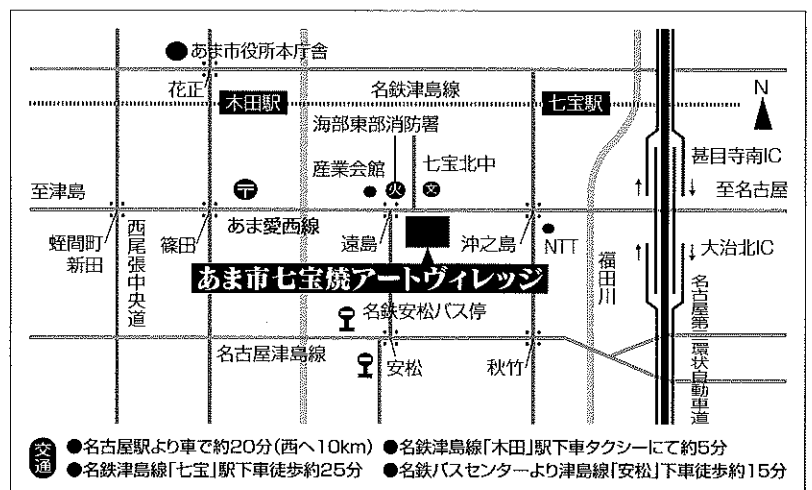 あま市役所本庁舎
花正
木田駅
名鉄津島線
七宝駅
N
海部東部消防署
産業会館
火
文
七宝北中
甚目寺南IC
至津島
〒
至名古屋
あま愛西線
蛭間町
新田
西尾張中央道
篠田
遠島
沖之島
NTT
福田川
大治北IC
あま市七宝焼アートヴィレッジ
名鉄安松バス停
名古屋津島線
安松
秋竹
名古屋第二環状自動車道
交通
●名古屋駅より車で約20分(西へ10km) ●名鉄津島線「木田」駅下車タクシーにて約5分
●名鉄津島線「七宝」駅下車徒歩約25分 ●名鉄バスセンターより津島線「安松」下車徒歩約15分